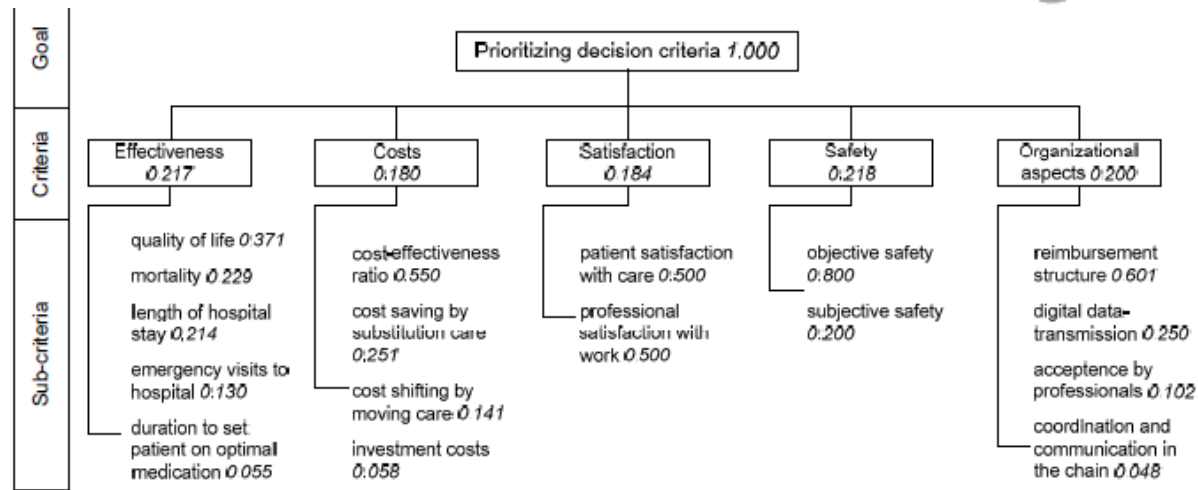 Goal
Prioritizing decision criteria 1.000
Criteria
Effectiveness
0.217
Costs
0.180
Satisfaction
0.184
Safety
0.218
Organizational
aspects 0.200
Sub-criteria
quality of life 0.371
mortality 0.229
length of hospital
stay 0.214
emergency visits to
hospital 0.130
duration to set
patient on optimal
medication 0.055
cost-effectiveness
ratio 0.550
cost saving by
substitution care
0.251
cost shifting by
moving care 0.141
investment costs
0.058
patient satisfaction
with care 0.500
professional
satisfaction with
work 0.500
objective safety
0.800
subjective safety
0.200
reimbursement
structure 0.601
digital data-
transmission 0.250
acceptence by
professionals 0.102
coordination and
communication in
the chain 0.048